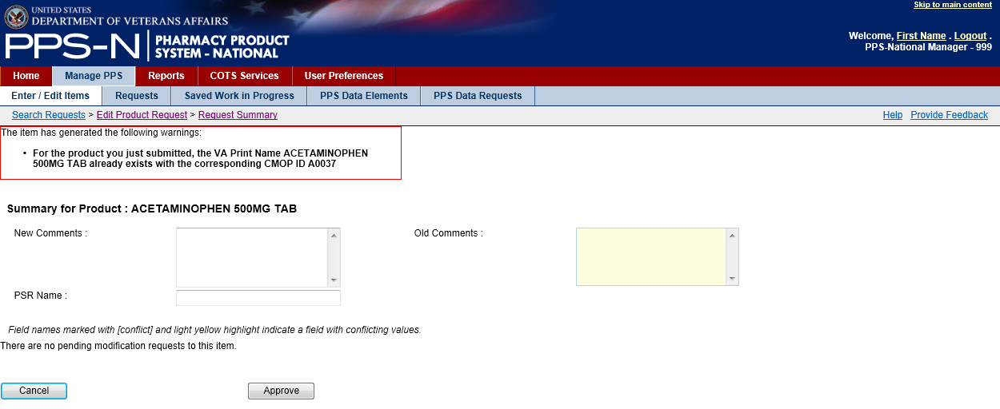 Skip to main content
UNITED STATES
DEPARTMENT OF VETERANS AFFAIRS
PPS-N PHARMACY PRODUCT
SYSTEM - NATIONAL
Welcome, First Name . Logout .
PPS-National Manager - 999
Home Manage PPS Reports COTS Services User Preferences
Enter / Edit Items Requests Saved Work in Progress PPS Data Elements PPS Data Requests
Search Requests > Edit Product Request > Request Summary Help Provide Feedback
The item has generated the following warnings:
• For the product you just submitted, the VA Print Name ACETAMINOPHEN
500MG TAB already exists with the corresponding CMOP ID A0037
Summary for Product : ACETAMINOPHEN 500MG TAB
New Comments : Old Comments :
PSR Name :
Field names marked with [conflict] and light yellow highlight indicate a field with conflicting values.
There are no pending modification requests to this item.
Cancel Approve